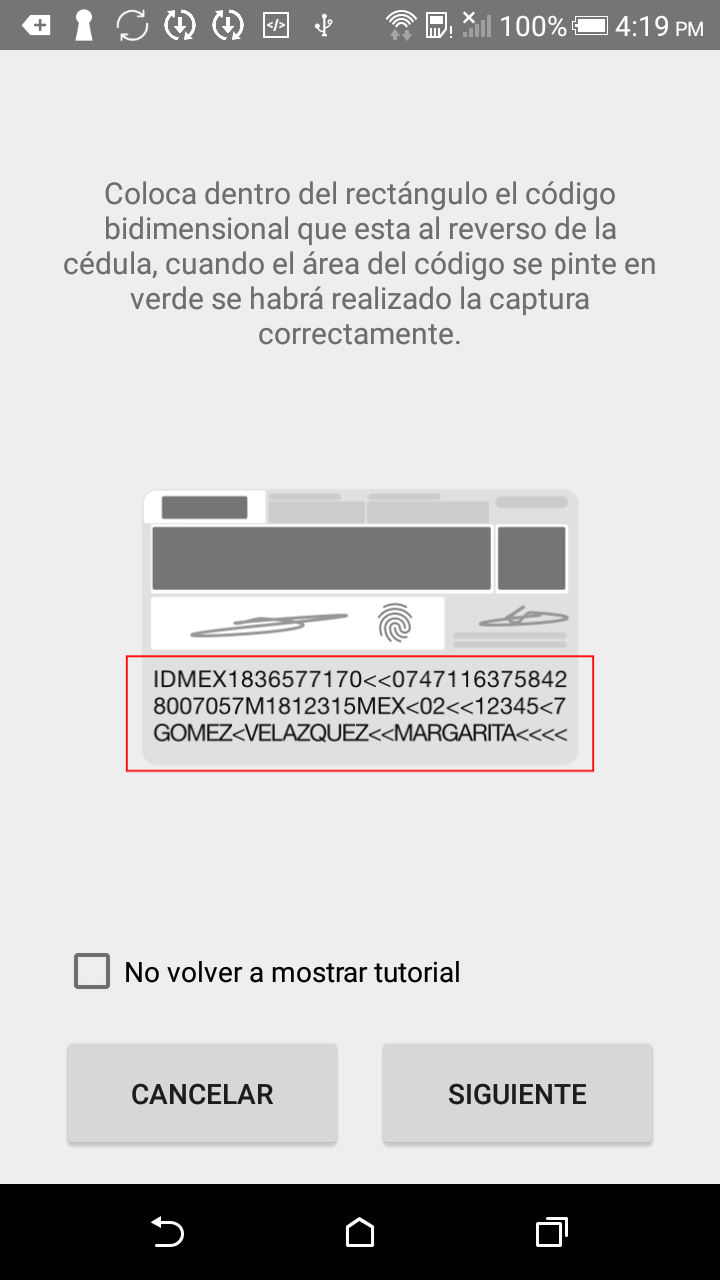 100% 4:19 PM
Coloca dentro del rectángulo el código
bidimensional que esta al reverso de la
cédula, cuando el área del código se pinte en
verde se habrá realizado la captura
correctamente.
IDMEX1836577170<<0747116375842
8007057M1812315MEX<02<<12345<7
GOMEZ<VELAZQUEZ<<MARGARITA<<<<
No volver a mostrar tutorial
CANCELAR
SIGUIENTE